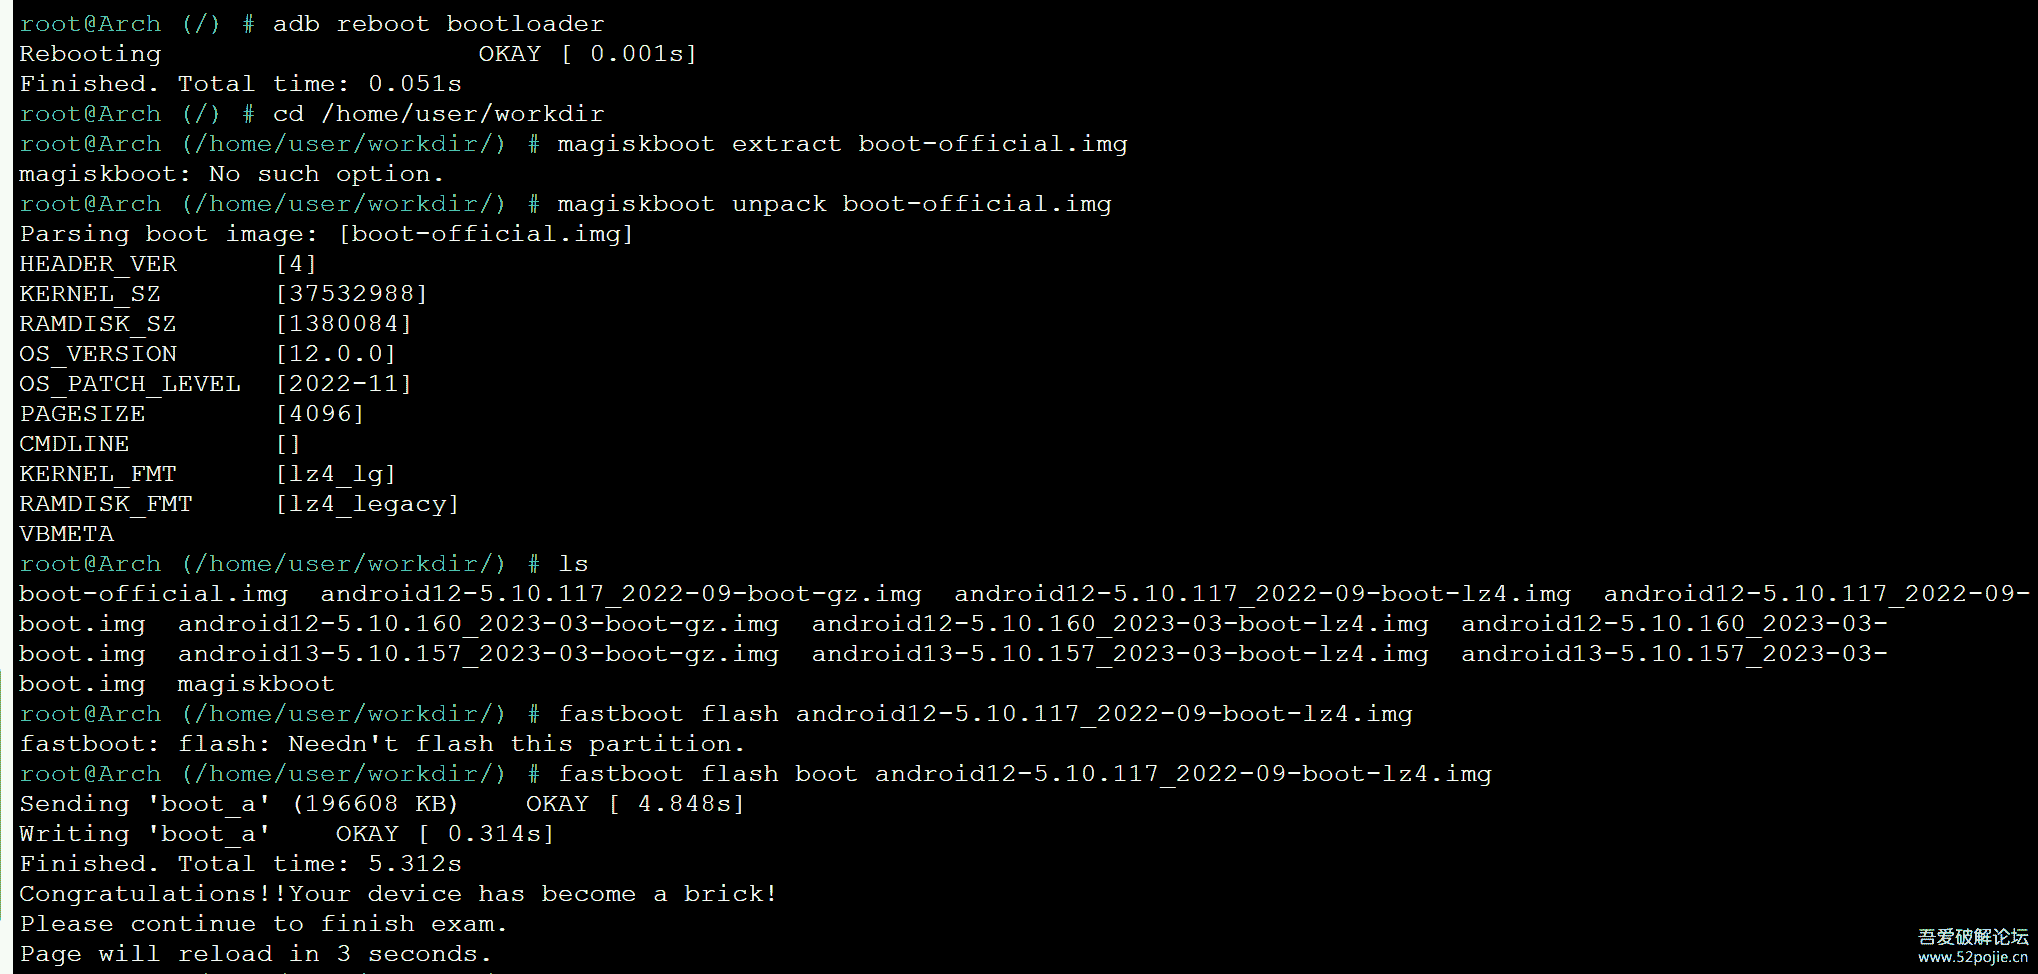 root@Arch (/) # adb reboot bootloader
Rebooting                    OKAY [ 0.001s]
Finished. Total time: 0.051s
root@Arch (/) # cd /home/user/workdir
root@Arch (/home/user/workdir/) # magiskboot extract boot-official.img
magiskboot: No such option.
root@Arch (/home/user/workdir/) # magiskboot unpack boot-official.img
Parsing boot image: [boot-official.img]
HEADER_VER      [4]
KERNEL_SZ       [37532988]
RAMDISK_SZ      [1380084]
OS_VERSION      [12.0.0]
OS_PATCH_LEVEL  [2022-11]
PAGESIZE        [4096]
CMDLINE         []
KERNEL_FMT      [lz4_lg]
RAMDISK_FMT     [lz4_legacy]
VBMETA
root@Arch (/home/user/workdir/) # ls
boot-official.img  android12-5.10.117_2022-09-boot-gz.img  android12-5.10.117_2022-09-boot-lz4.img  android12-5.10.117_2022-09-
boot.img  android12-5.10.160_2023-03-boot-gz.img  android12-5.10.160_2023-03-boot-lz4.img  android12-5.10.160_2023-03-
boot.img  android13-5.10.157_2023-03-boot-gz.img  android13-5.10.157_2023-03-boot-lz4.img  android13-5.10.157_2023-03-
boot.img  magiskboot
root@Arch (/home/user/workdir/) # fastboot flash android12-5.10.117_2022-09-boot-lz4.img
fastboot: flash: Needn't flash this partition.
root@Arch (/home/user/workdir/) # fastboot flash boot android12-5.10.117_2022-09-boot-lz4.img
Sending 'boot_a' (196608 KB)    OKAY [ 4.848s]
Writing 'boot_a'    OKAY [ 0.314s]
Finished. Total time: 5.312s
Congratulations!!Your device has become a brick!
Please continue to finish exam.
Page will reload in 3 seconds.
吾爱破解论坛
www.52pojie.cn